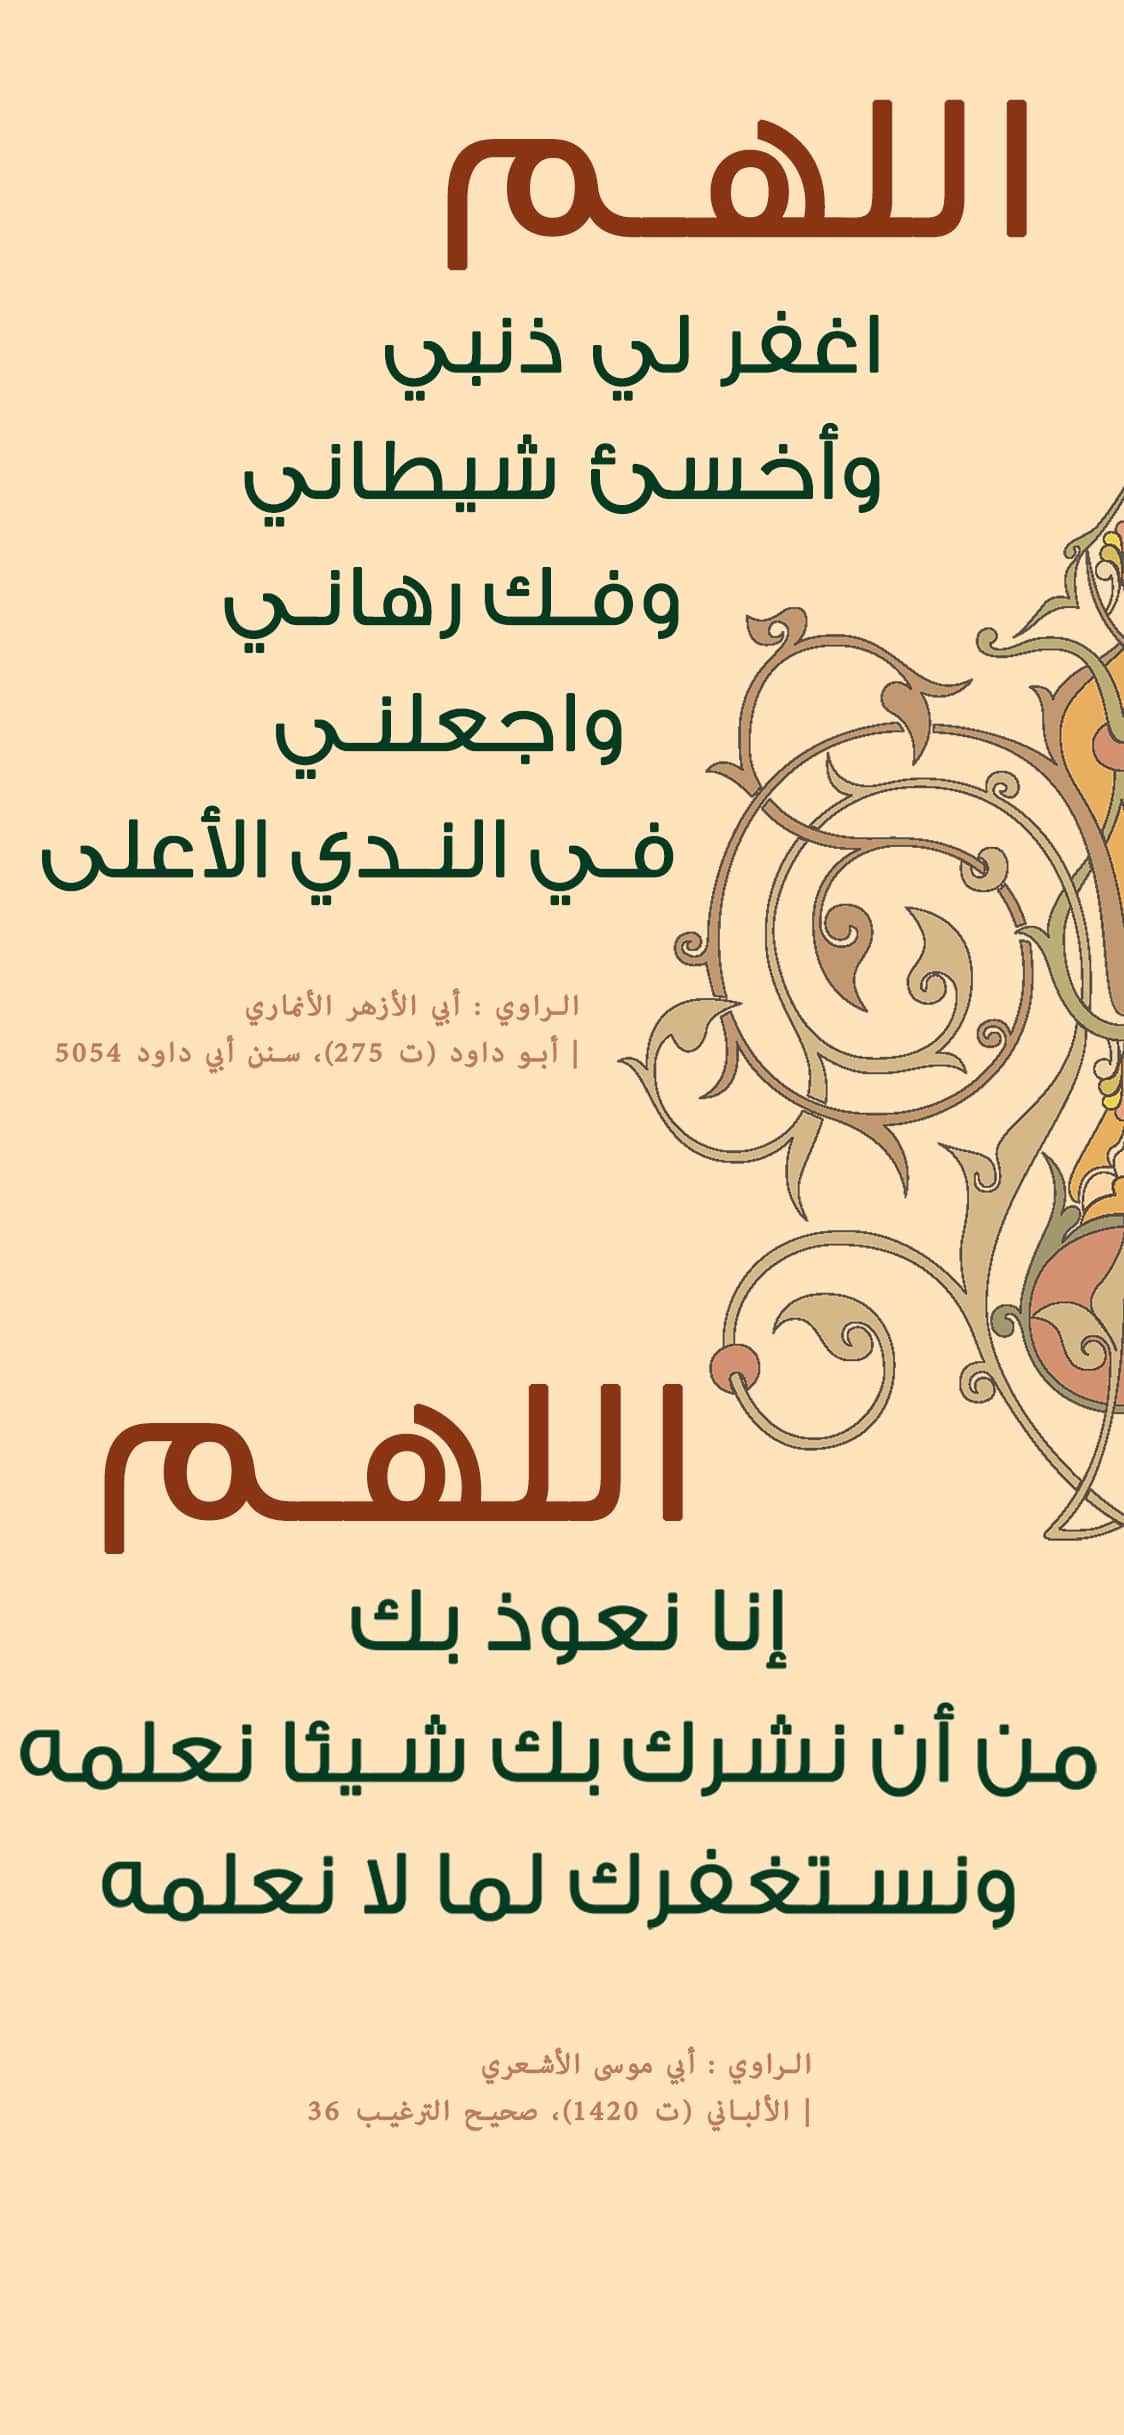 اللهم
اغفر لي ذنبي
وأخسئ شيطاني
وفك رهاني
واجعلني
في الندي الأعلى
الراوي : أبي الأزهر الأنماري
| أبو داود (ت 275)، سنن أبي داود 5054
اللهم
إنا نعوذ بك
من أن نشرك بك شيئا نعلمه
ونستغفرك لما لا نعلمه
الراوي : أبي موسى الأشعري
| الألباني (ت 1420)، صحيح الترغيب 36